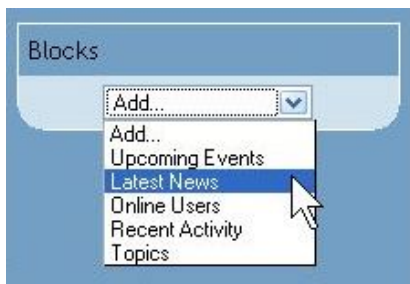 Blocks
Add...
Add...
Upcoming Events
Latest News
Online Users
Recent Activity
Topics